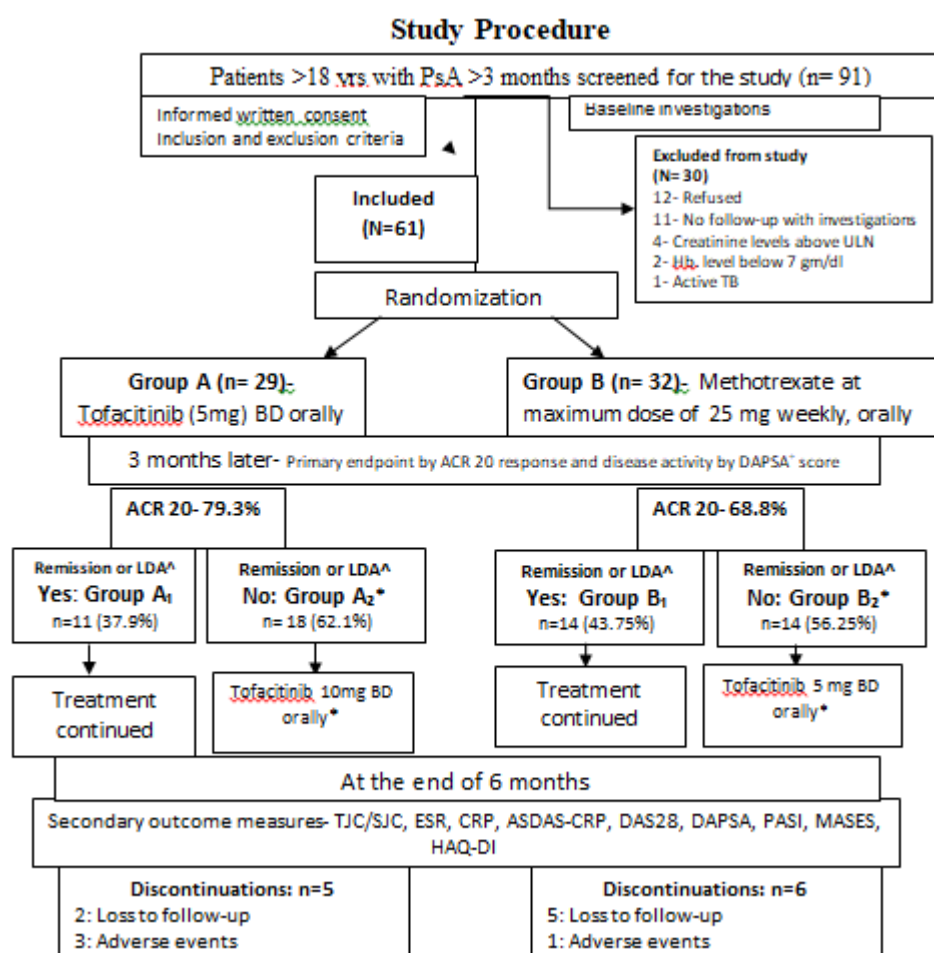 Study Procedure
Patients >18 yrs with PsA >3 months screened for the study (n= 91)
Informed written consent
Inclusion and exclusion criteria
Baseline investigations
Excluded from study
(N= 30)
12- Refused
11- No follow-up with investigations
4- Creatinine levels above ULN
2- Hb. level below 7 gm/dl
1- Active TB
Included
(N=61)
Randomization
Group A (n= 29)-
Tofacitinib (5mg) BD orally
Group B (n= 32)- Methotrexate at
maximum dose of 25 mg weekly, orally
3 months later- Primary endpoint by ACR 20 response and disease activity by DAPSA⁺ score
ACR 20- 79.3%
ACR 20- 68.8%
Remission or LDA^
Yes: Group A₁
n=11 (37.9%)
Remission or LDA^
No: Group A₂*
n= 18 (62.1%)
Remission or LDA^
Yes: Group B₁
n=14 (43.75%)
Remission or LDA^
No: Group B₂*
n=14 (56.25%)
Treatment
continued
Tofacitinib 10mg BD
orally*
Treatment
continued
Tofacitinib 5 mg BD
orally*
At the end of 6 months
Secondary outcome measures- TJC/SJC, ESR, CRP, ASDAS-CRP, DAS28, DAPSA, PASI, MASES,
HAQ-DI
Discontinuations: n=5
2: Loss to follow-up
3: Adverse events
Discontinuations: n=6
5: Loss to follow-up
1: Adverse events